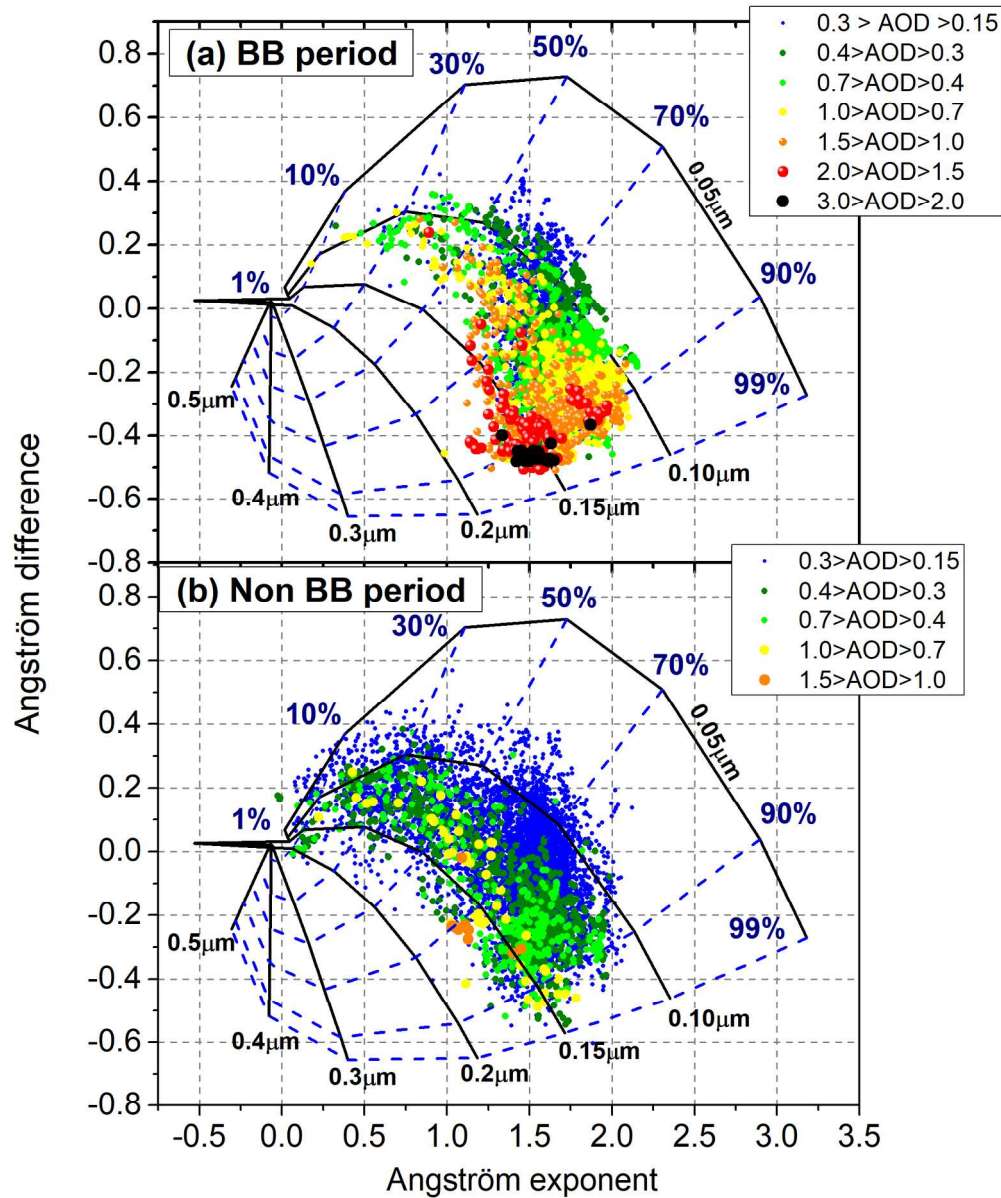 (a) BB period
0.3 > AOD >0.15
0.4>AOD>0.3
0.7>AOD>0.4
1.0>AOD>0.7
1.5>AOD>1.0
2.0>AOD>1.5
3.0>AOD>2.0
0.8
0.6
0.4
0.2
0.0
-0.2
-0.4
-0.6
-0.8
1%
10%
30%
50%
70%
90%
99%
0.05μm
0.10μm
0.15μm
0.2μm
0.3μm
0.4μm
0.5μm
Angström difference
(b) Non BB period
0.3>AOD>0.15
0.4>AOD>0.3
0.7>AOD>0.4
1.0>AOD>0.7
1.5>AOD>1.0
0.8
0.6
0.4
0.2
0.0
-0.2
-0.4
-0.6
-0.8
1%
10%
30%
50%
70%
90%
99%
0.05μm
0.10μm
0.15μm
0.2μm
0.3μm
0.4μm
0.5μm
-0.5
0.0
0.5
1.0
1.5
2.0
2.5
3.0
3.5
Angström exponent